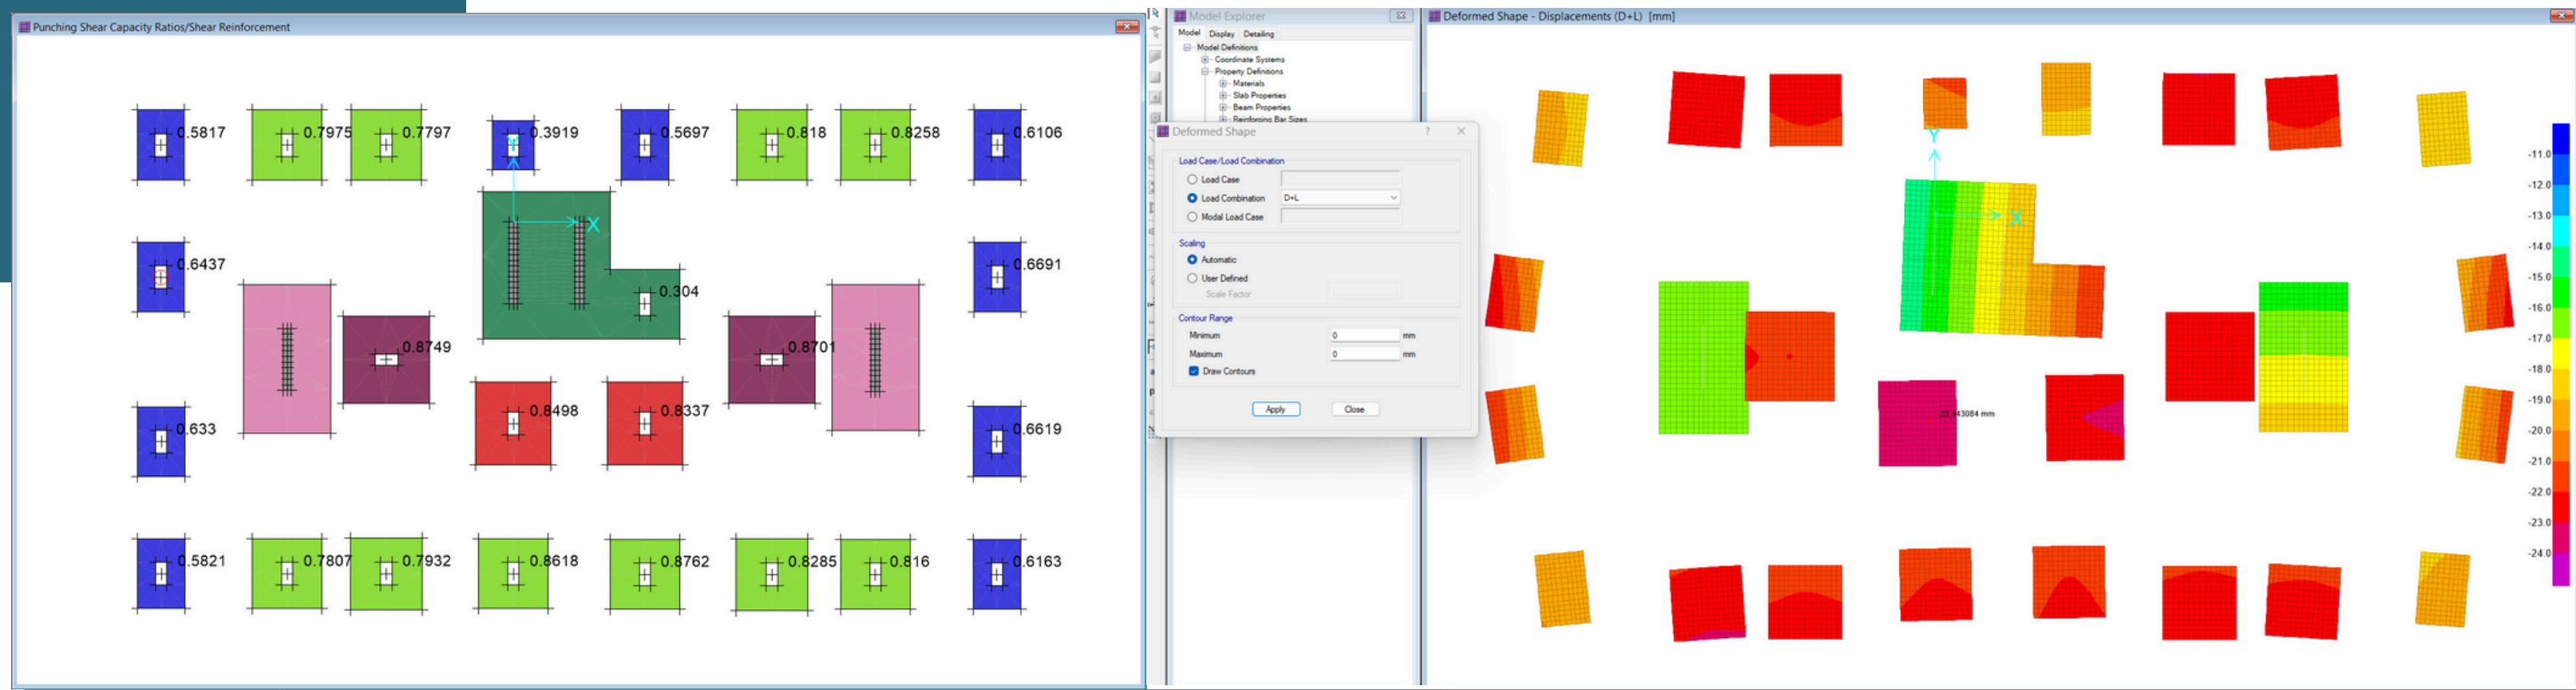 Punching Shear Capacity Ratios/Shear Reinforcement
0.5817
0.7975
0.7797
0.3919
0.5697
0.818
0.8258
0.6106
Y
X
0.6437
0.304
0.6691
0.8749
0.8701
0.8498
0.8337
0.633
0.6619
0.5821
0.7807
0.7932
0.8618
0.8762
0.8285
0.816
0.6163
Model Explorer
Model Display Detailing
Model Definitions
Coordinate Systems
Property Definitions
Materials
Slab Properties
Beam Properties
Reinforcing Bar Sizes
Deformed Shape
Load Case/Load Combination
Load Case
Load Combination D+L
Modal Load Case
Scaling
Automatic
User Defined
Scale Factor
Contour Range
Minimum 0 mm
Maximum 0 mm
Draw Contours
Apply Close
Deformed Shape - Displacements (D+L) [mm]
Y
X
-23.443084 mm
-11.0
-12.0
-13.0
-14.0
-15.0
-16.0
-17.0
-18.0
-19.0
-20.0
-21.0
-22.0
-23.0
-24.0